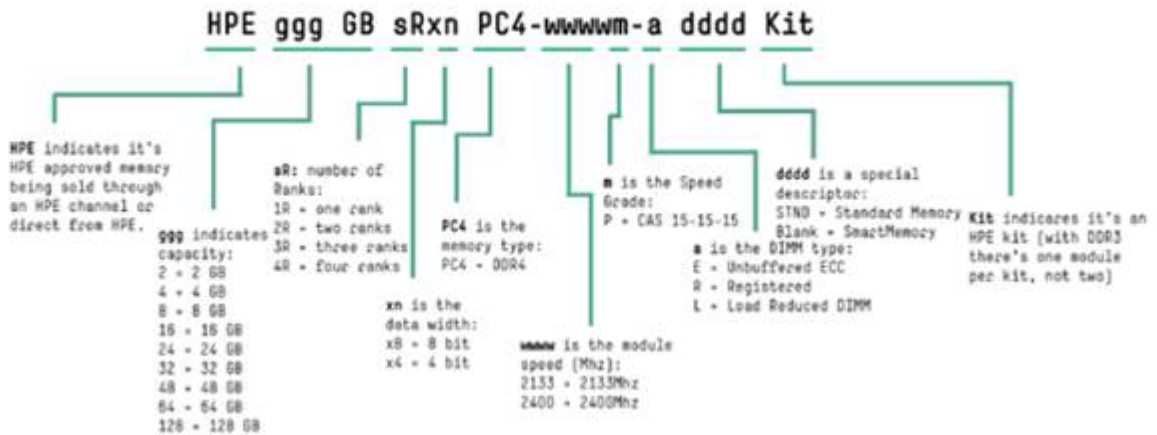 HPE ggg GB sRxn PC4-wwwwm-a dddd Kit
HPE indicates it's
HPE approved memory
being sold through
an HPE channel or
direct from HPE.
ggg indicates
capacity:
2 = 2 GB
4 = 4 GB
8 = 8 GB
16 = 16 GB
24 = 24 GB
32 = 32 GB
48 = 48 GB
64 = 64 GB
128 = 128 GB
sR: number of
Ranks:
1R = one rank
2R = two ranks
3R = three ranks
4R = four ranks
xn is the
data width:
x8 = 8 bit
x4 = 4 bit
PC4 is the
memory type:
PC4 = DDR4
wwww is the module
speed (Mhz):
2133 = 2133Mhz
2400 = 2400Mhz
m is the Speed
Grade:
P = CAS 15-15-15
a is the DIMM type:
E = Unbuffered ECC
R = Registered
L = Load Reduced DIMM
dddd is a special
descriptor:
STND = Standard Memory
Blank = SmartMemory
Kit indicares it's an
HPE kit (with DDR3
there's one module
per kit, not two)